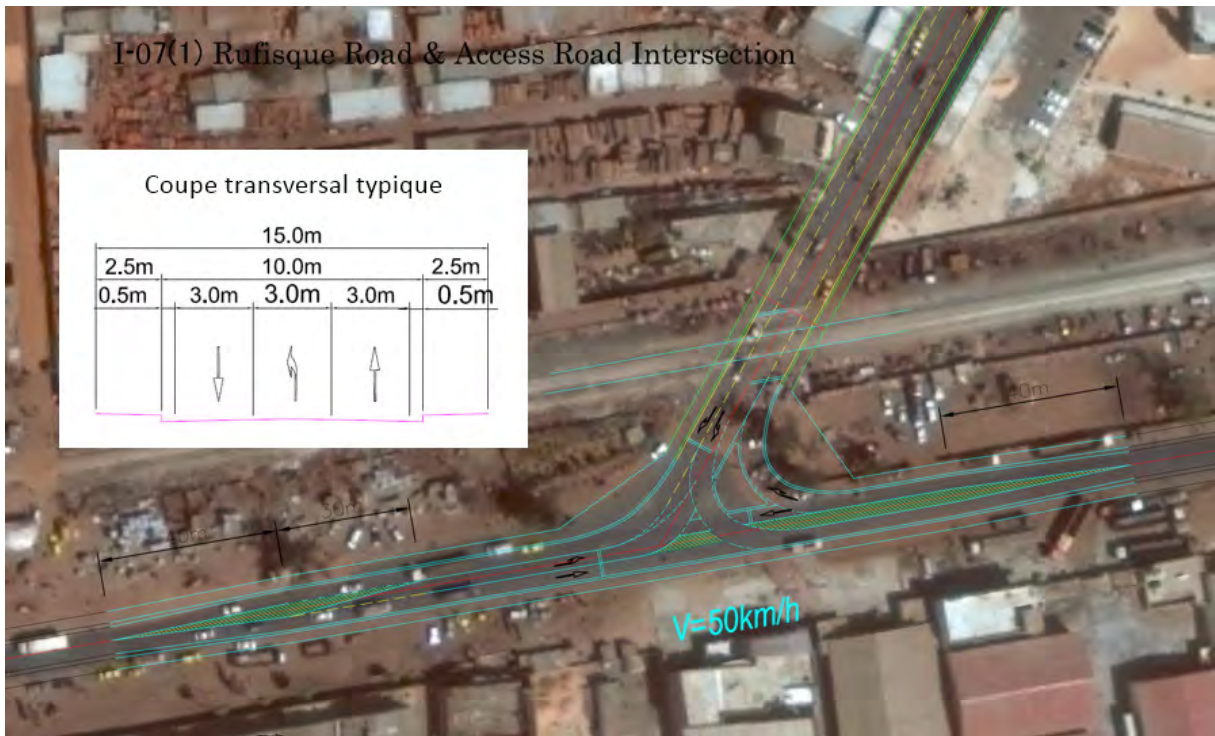 I-07(1) Rufisque Road & Access Road Intersection
Coupe transversal typique
15.0m
2.5m 10.0m 2.5m
0.5m 3.0m 3.0m 3.0m 0.5m
V=50km/h